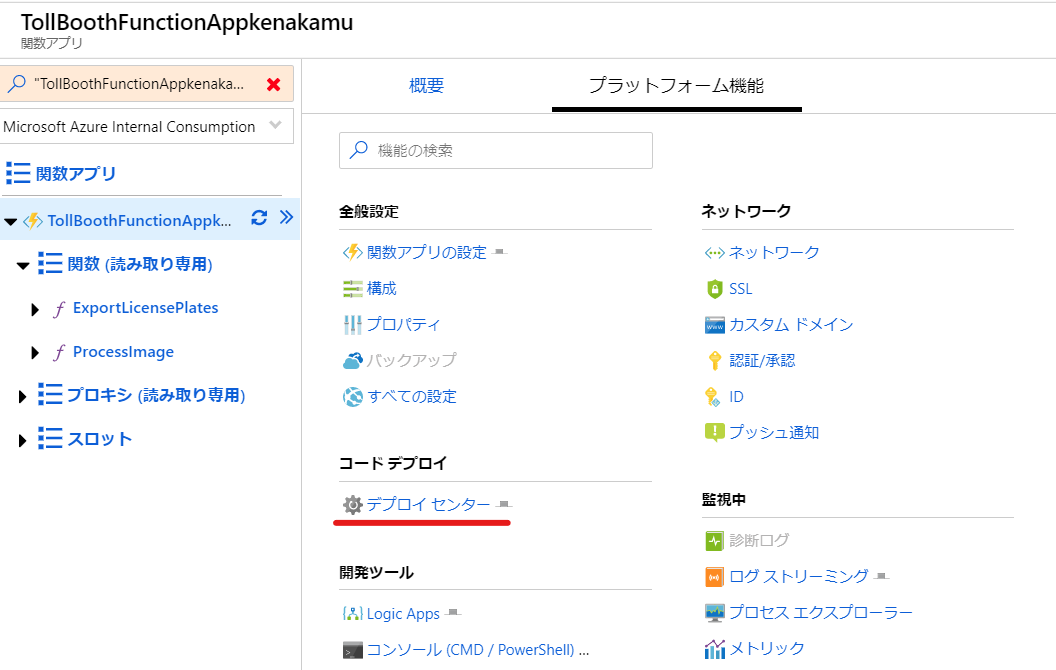 TollBoothFunctionAppkenakamu
関数アプリ
"TollBoothFunctionAppkenaka...
Microsoft Azure Internal Consumption
関数アプリ
TollBoothFunctionAppk...
関数 (読み取り専用)
ExportLicensePlates
ProcessImage
プロキシ (読み取り専用)
スロット
概要
プラットフォーム機能
機能の検索
全般設定
関数アプリの設定
構成
プロパティ
バックアップ
すべての設定
コード デプロイ
デプロイ センター
開発ツール
Logic Apps
コンソール (CMD / PowerShell) ...
ネットワーク
ネットワーク
SSL
カスタム ドメイン
認証/承認
ID
プッシュ通知
監視中
診断ログ
ログ ストリーミング
プロセス エクスプローラー
メトリック